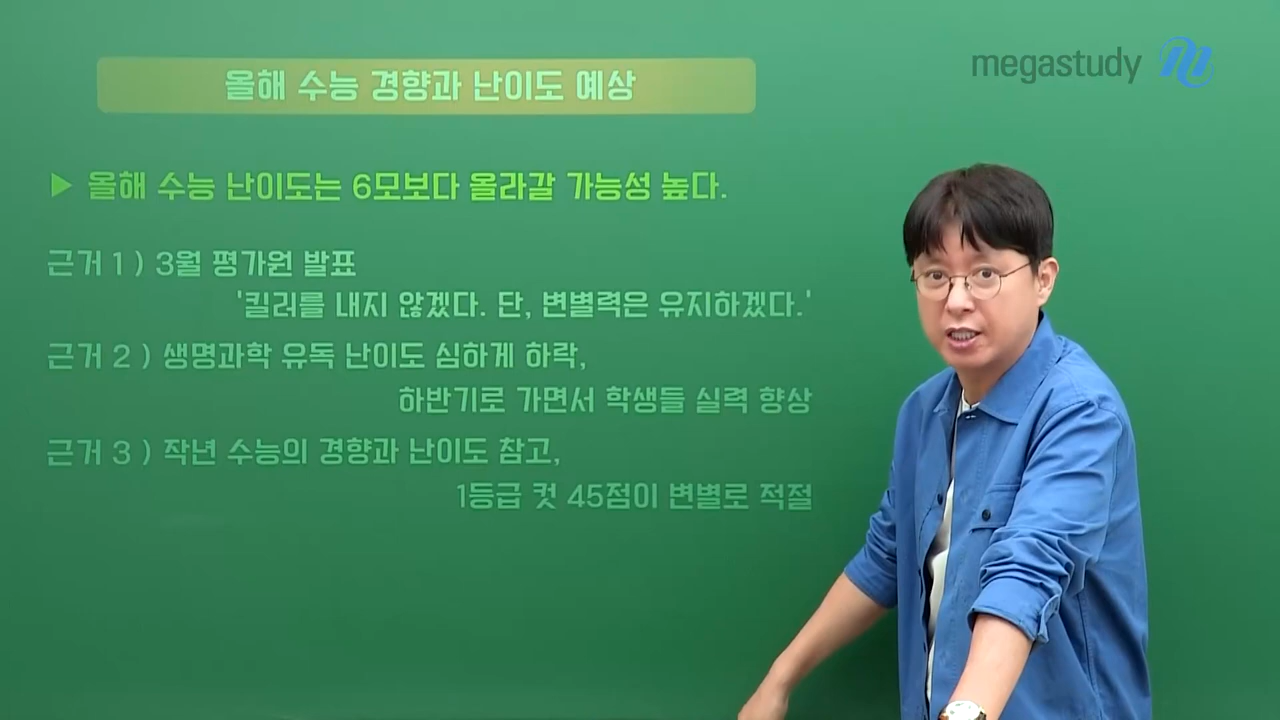 megastudy
올해 수능 경향과 난이도 예상
▶ 올해 수능 난이도는 6모보다 올라갈 가능성 높다.
근거 1 ) 3월 평가원 발표
'킬러를 내지 않겠다. 단, 변별력은 유지하겠다.'
근거 2 ) 생명과학 유독 난이도 심하게 하락,
하반기로 가면서 학생들 실력 향상
근거 3 ) 작년 수능의 경향과 난이도 참고,
1등급 컷 45점이 변별로 적절